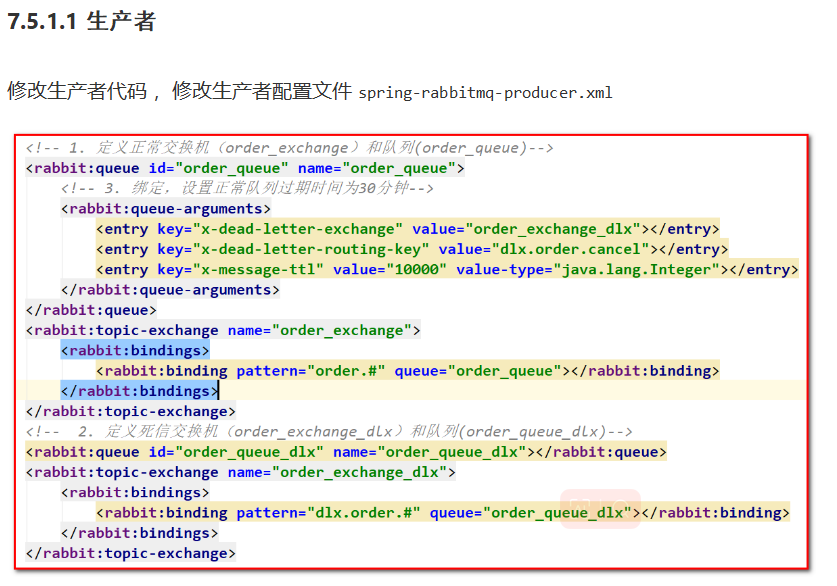 7.5.1.1 生产者
修改生产者代码 ，修改生产者配置文件 spring-rabbitmq-producer.xml
<!-- 1. 定义正常交换机（order_exchange）和队列(order_queue)-->
<rabbit:queue id="order_queue" name="order_queue">
<!-- 3. 绑定，设置正常队列过期时间为30分钟-->
<rabbit:queue-arguments>
<entry key="x-dead-letter-exchange" value="order_exchange_dlx"></entry>
<entry key="x-dead-letter-routing-key" value="dlx.order.cancel"></entry>
<entry key="x-message-ttl" value="10000" value-type="java.lang.Integer"></entry>
</rabbit:queue-arguments>
</rabbit:queue>
<rabbit:topic-exchange name="order_exchange">
<rabbit:bindings>
<rabbit:binding pattern="order.#" queue="order_queue"></rabbit:binding>
</rabbit:bindings>
</rabbit:topic-exchange>
<!--  2. 定义死信交换机（order_exchange_dlx）和队列(order_queue_dlx)-->
<rabbit:queue id="order_queue_dlx" name="order_queue_dlx"></rabbit:queue>
<rabbit:topic-exchange name="order_exchange_dlx">
<rabbit:bindings>
<rabbit:binding pattern="dlx.order.#" queue="order_queue_dlx"></rabbit:binding>
</rabbit:bindings>
</rabbit:topic-exchange>